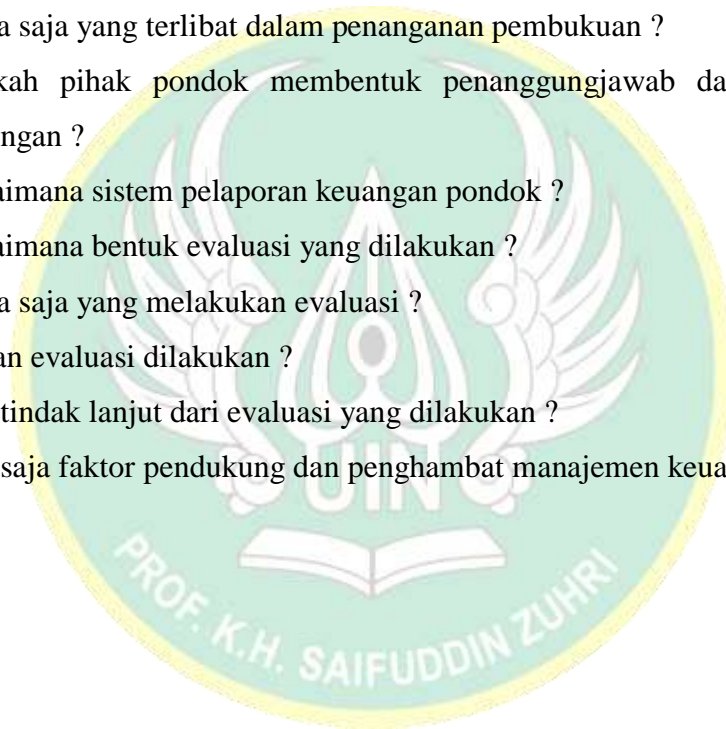 a saja yang terlibat dalam penanganan pembukuan ?
kah pihak pondok membentuk penanggungjawab da
ngan ?
aimana sistem pelaporan keuangan pondok ?
aimana bentuk evaluasi yang dilakukan ?
a saja yang melakukan evaluasi ?
an evaluasi dilakukan ?
tindak lanjut dari evaluasi yang dilakukan ?
saja faktor pendukung dan penghambat manajemen keua
UIN
PROF. K.H. SAIFUDDIN ZUHRI